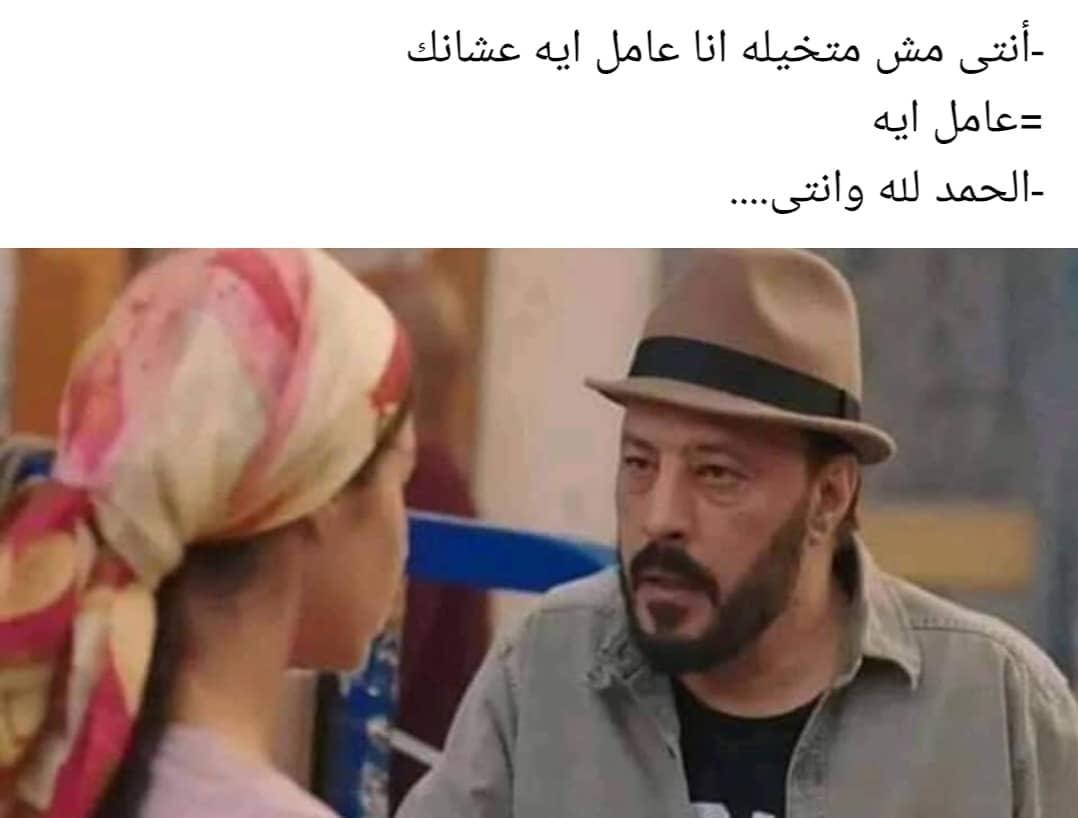 -أنتى مش متخيله انا عامل ايه عشانك
=عامل ايه
-الحمد لله وانتى....